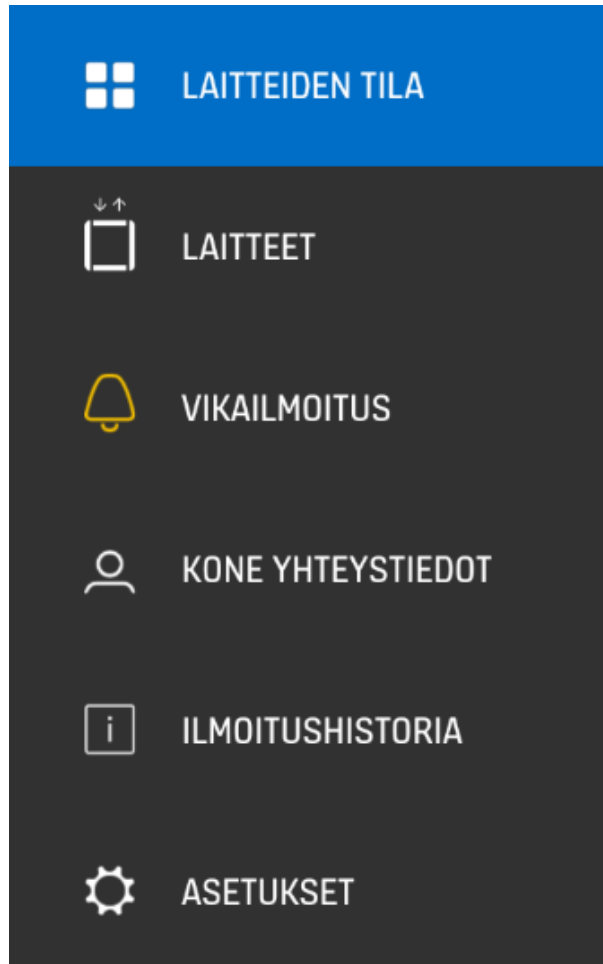 LAITTEIDEN TILA
LAITTEET
VIKAILMOITUS
KONE YHTEYSTIEDOT
i ILMOITUSHISTORIA
ASETUKSET